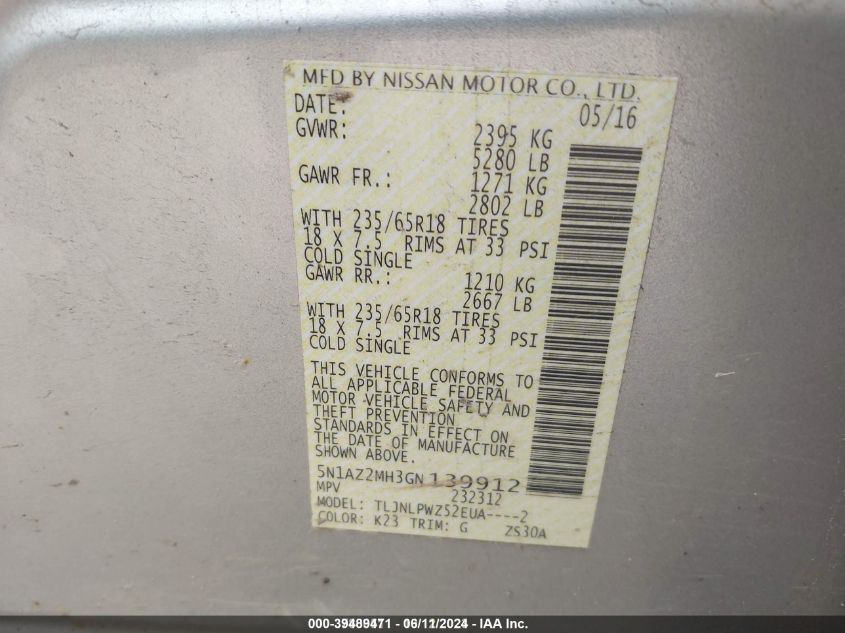 MFD BY NISSAN MOTOR CO., LTD.
DATE: 05/16
GVWR: 2395 KG
5280 LB
GAWR FR.: 1271 KG
2802 LB
WITH 235/65R18 TIRES
18 X 7.5 RIMS AT 33 PSI
COLD SINGLE
GAWR RR.: 1210 KG
2667 LB
WITH 235/65R18 TIRES
18 X 7.5 RIMS AT 33 PSI
COLD SINGLE
THIS VEHICLE CONFORMS TO
ALL APPLICABLE FEDERAL
MOTOR VEHICLE SAFETY AND
THEFT PREVENTION
STANDARDS IN EFFECT ON
THE DATE OF MANUFACTURE
SHOWN ABOVE.
5N1AZ2MH3GN139912
MPV 232312
MODEL: TLJNLPWZ52EUA----2
COLOR: K23 TRIM: G ZS30A
000-39489471 - 06/11/2024 - IAA Inc.